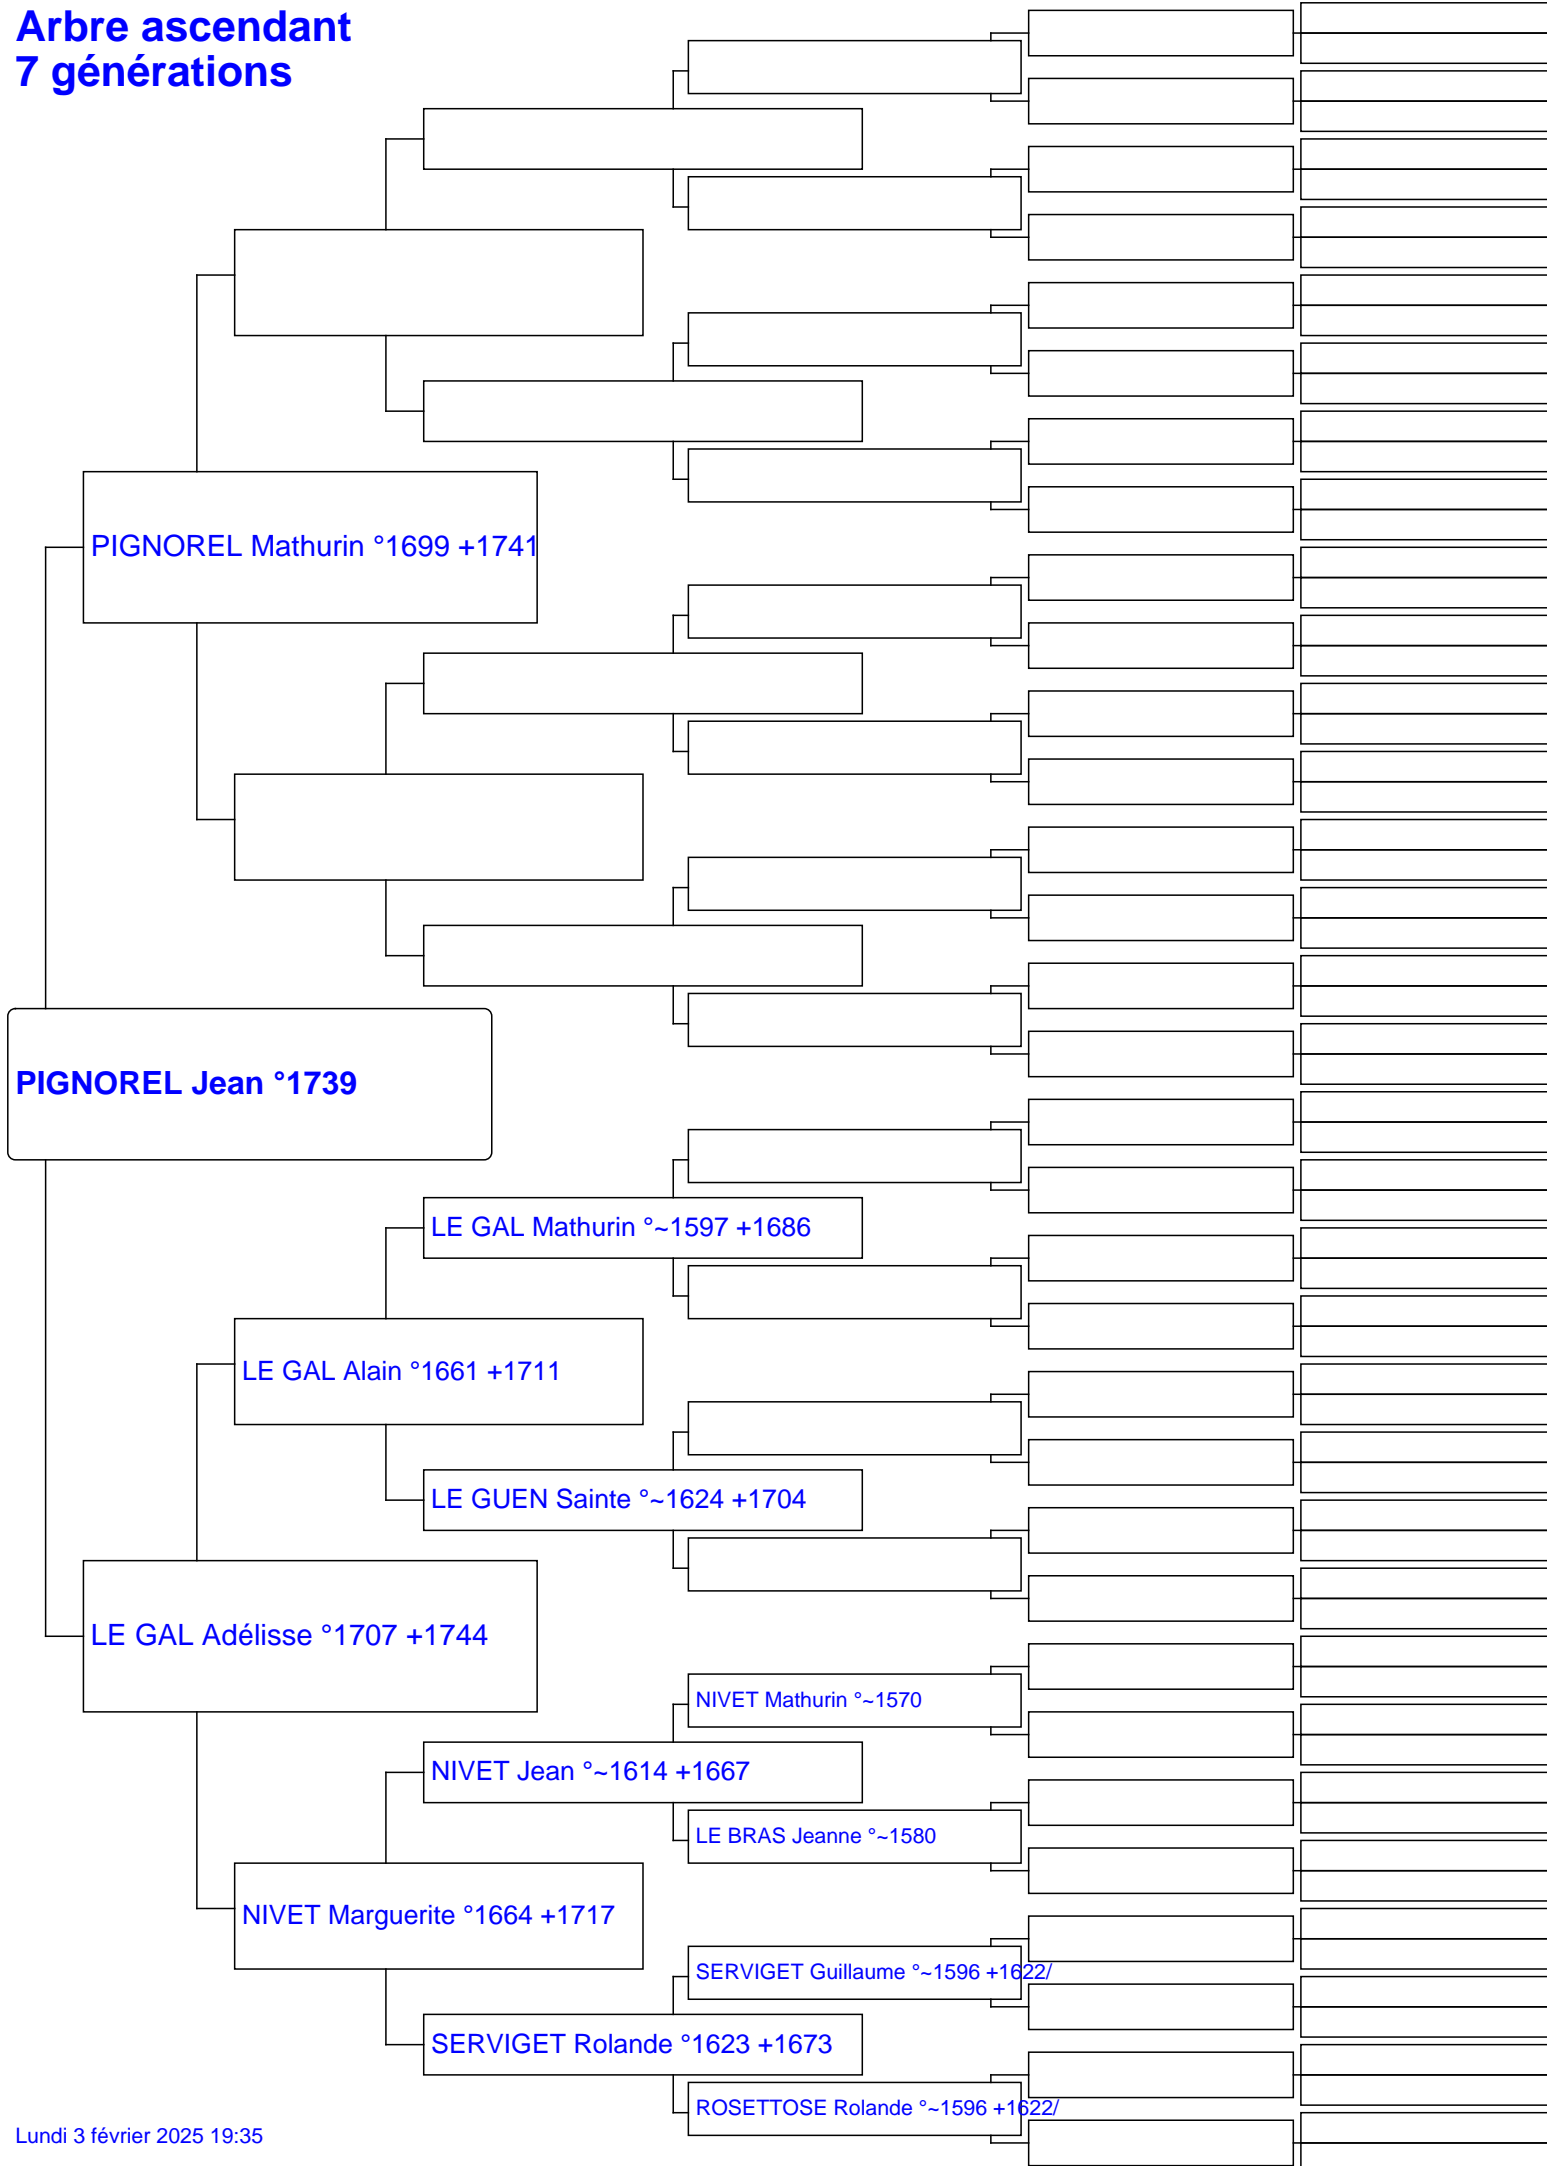 Arbre ascendant
7 générations
PIGNOREL Mathurin °1699 +1741
PIGNOREL Jean °1739
LE GAL Mathurin °~1597 +1686
LE GAL Alain °1661 +1711
LE GUEN Sainte °~1624 +1704
LE GAL Adélisse °1707 +1744
NIVET Mathurin °~1570
NIVET Jean °~1614 +1667
LE BRAS Jeanne °~1580
NIVET Marguerite °1664 +1717
SERVIGET Guillaume °~1596 +1622/
SERVIGET Rolande °1623 +1673
ROSETTOSE Rolande °~1596 +1622/
Lundi 3 février 2025 19:35